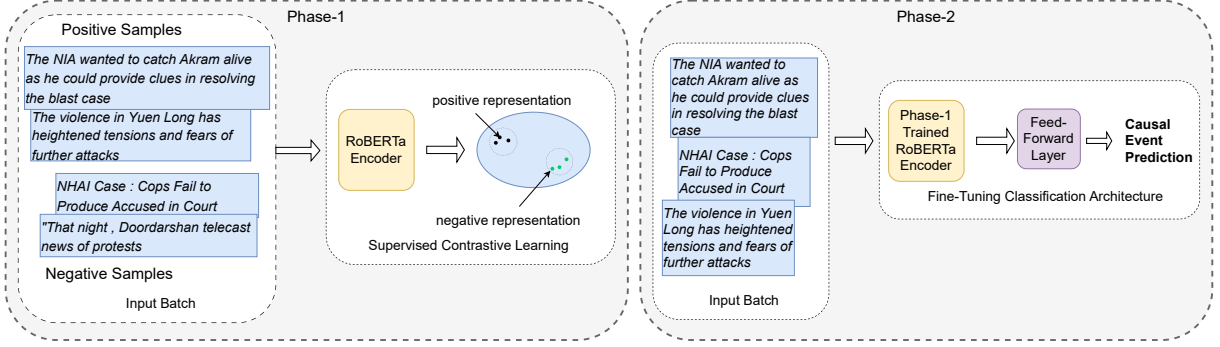 Phase-1
Positive Samples
The NIA wanted to catch Akram alive
as he could provide clues in resolving
the blast case
The violence in Yuen Long has
heightened tensions and fears of
further attacks
NHAI Case : Cops Fail to
Produce Accused in Court
"That night , Doordarshan telecast
news of protests
Negative Samples
Input Batch
RoBERTa
Encoder
positive representation
negative representation
Supervised Contrastive Learning
Phase-2
The NIA wanted to
catch Akram alive as
he could provide clues
in resolving the blast
case
NHAI Case : Cops
Fail to Produce
Accused in Court
The violence in Yuen
Long has heightened
tensions and fears of
further attacks
Input Batch
Phase-1
Trained
RoBERTa
Encoder
Feed-
Forward
Layer
Causal
Event
Prediction
Fine-Tuning Classification Architecture